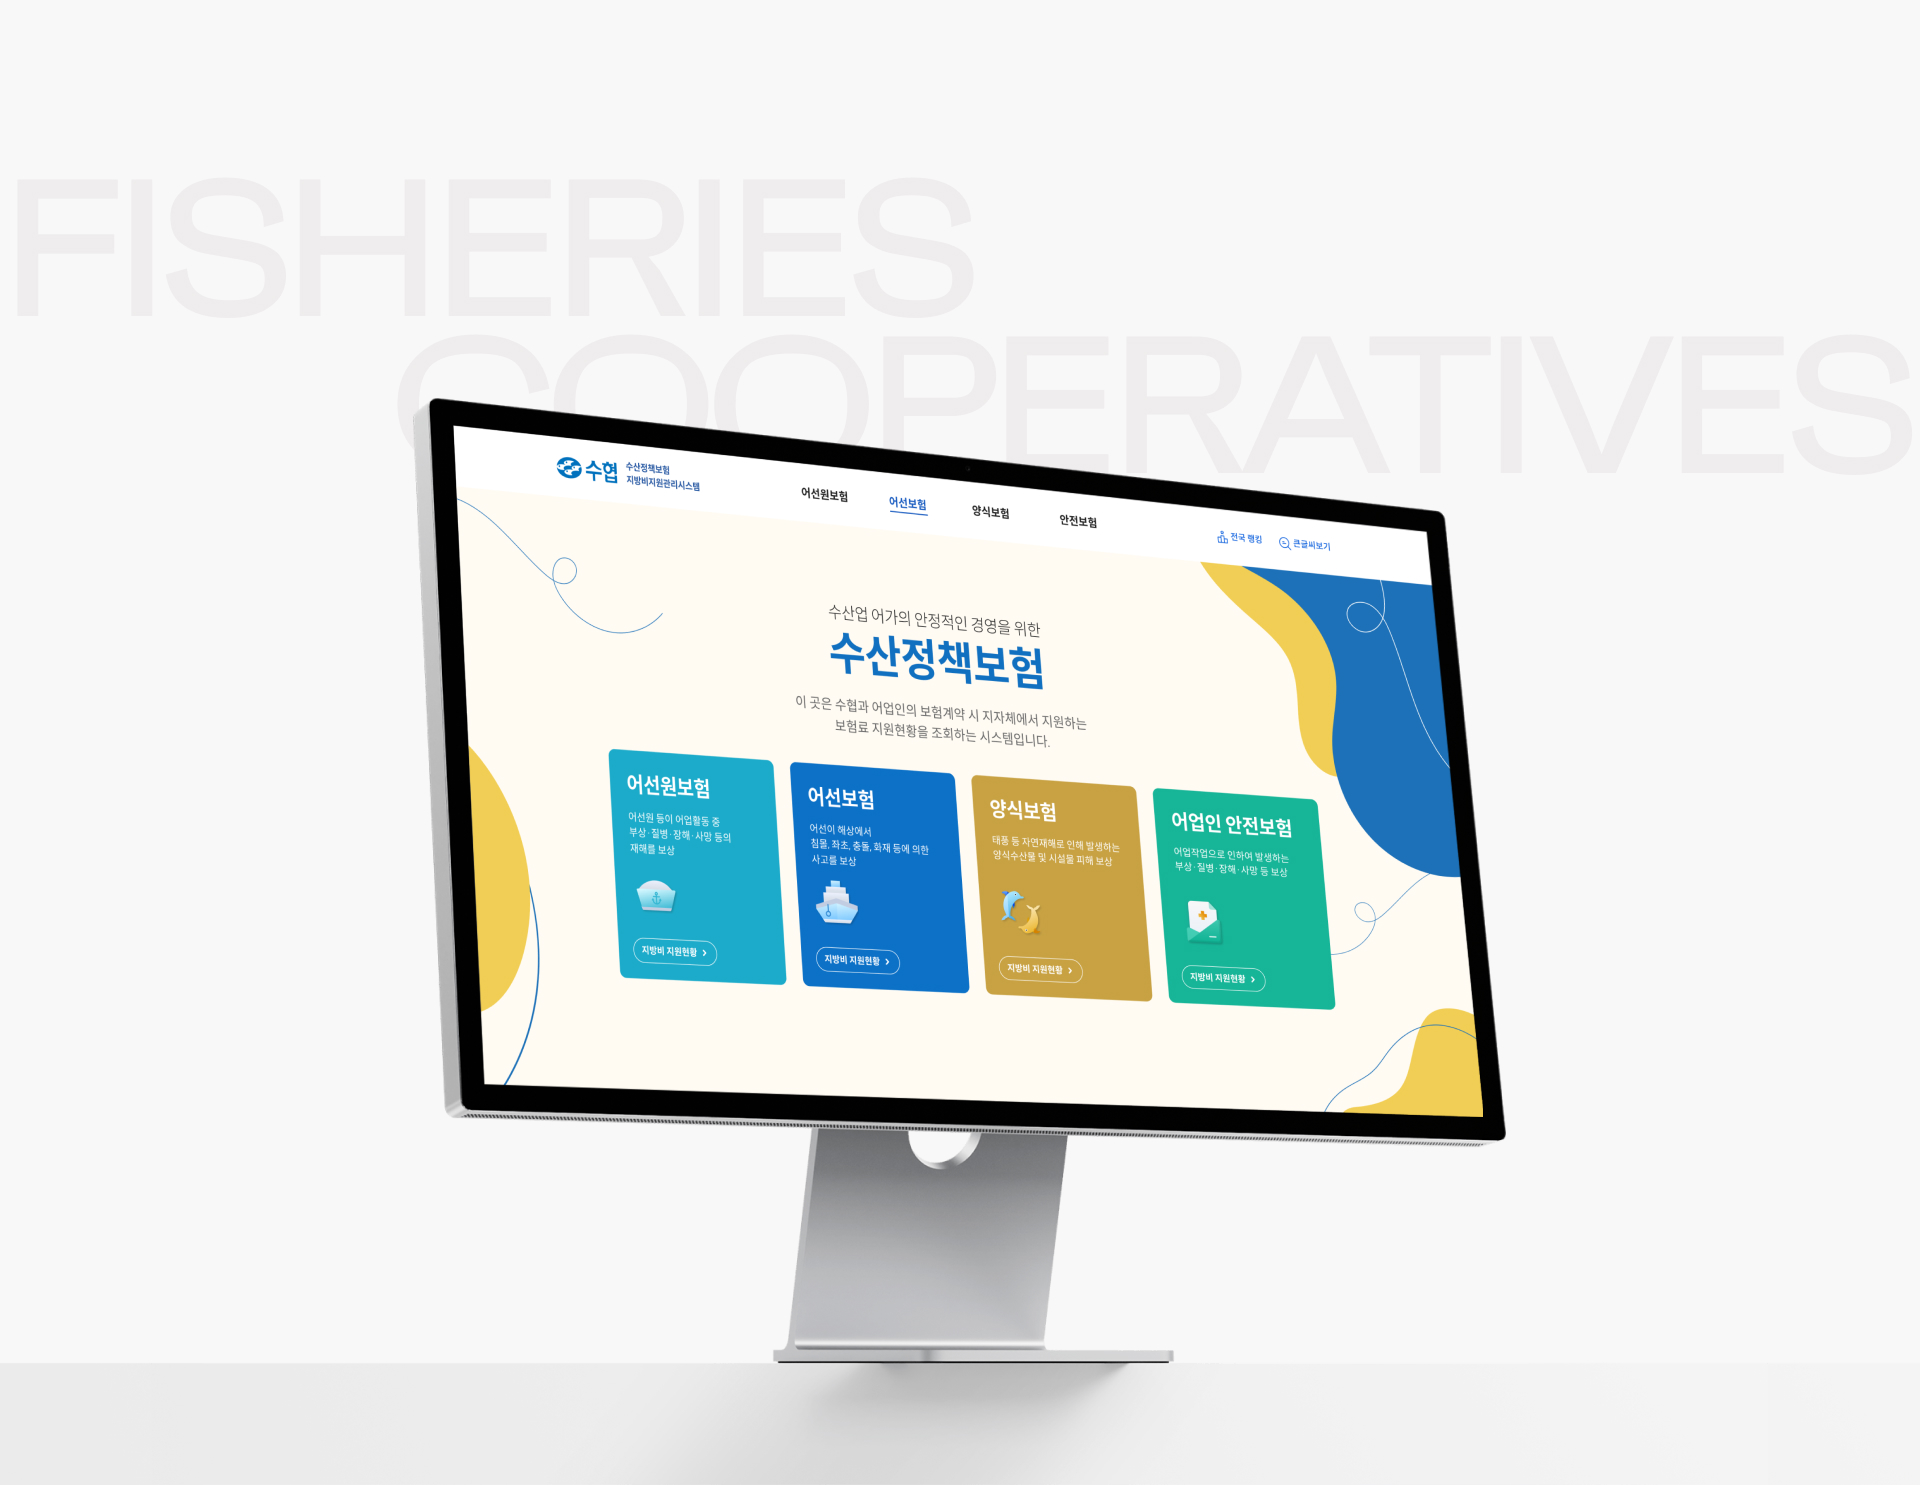 FISHERIES
COOPERATIVES
수협
수산정책보험
지방비지원관리시스템
어선원보험
어선보험
양식보험
안전보험
전국 랭킹
큰글씨보기
수산업 어가의 안정적인 경영을 위한
수산정책보험
이 곳은 수협과 어업인의 보험계약 시 지자체에서 지원하는
보험료 지원현황을 조회하는 시스템입니다.
어선원보험
어선원 등이 어업활동 중
부상·질병·장해·사망 등의
재해를 보상
지방비 지원현황 >
어선보험
어선이 해상에서
침몰, 좌초, 충돌, 화재 등에 의한
사고를 보상
지방비 지원현황 >
양식보험
태풍 등 자연재해로 인해 발생하는
양식수산물 및 시설물 피해 보상
지방비 지원현황 >
어업인 안전보험
어업작업으로 인하여 발생하는
부상·질병·장해·사망 등 보상
지방비 지원현황 >